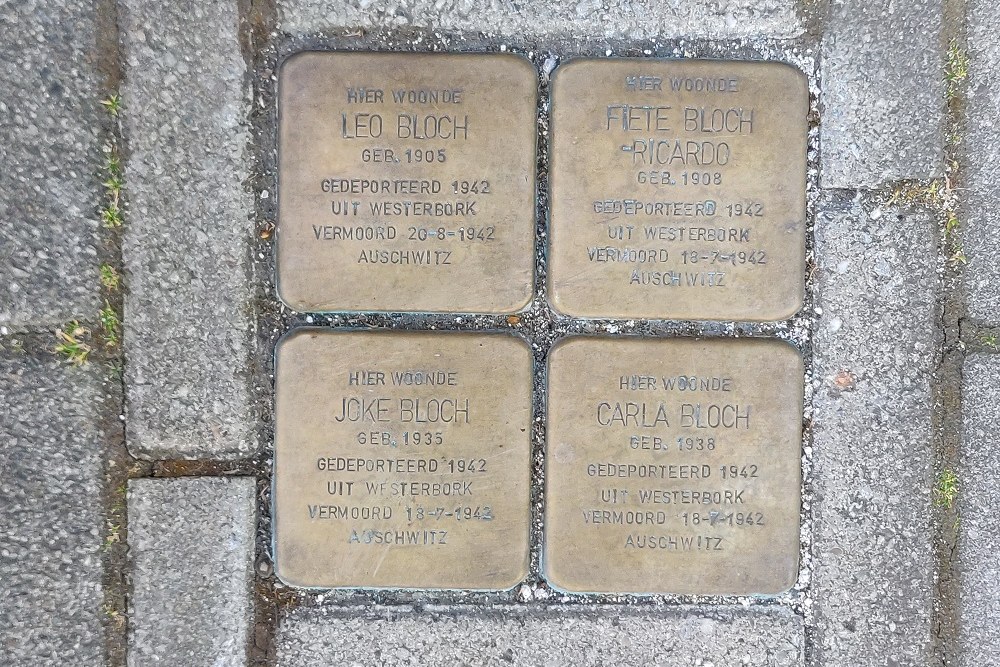 HIER WOONDE
LEO BLOCH
GEB. 1905
GEDEPORTEERD 1942
UIT WESTERBORK
VERMOORD 20-8-1942
AUSCHWITZ
HIER WOONDE
FIETE BLOCH
-RICARDO
GEB. 1908
GEDEPORTEERD 1942
UIT WESTERBORK
VERMOORD 18-7-1942
AUSCHWITZ
HIER WOONDE
JOKE BLOCH
GEB. 1935
GEDEPORTEERD 1942
UIT WESTERBORK
VERMOORD 18-7-1942
AUSCHWITZ
HIER WOONDE
CARLA BLOCH
GEB. 1938
GEDEPORTEERD 1942
UIT WESTERBORK
VERMOORD 18-7-1942
AUSCHWITZ